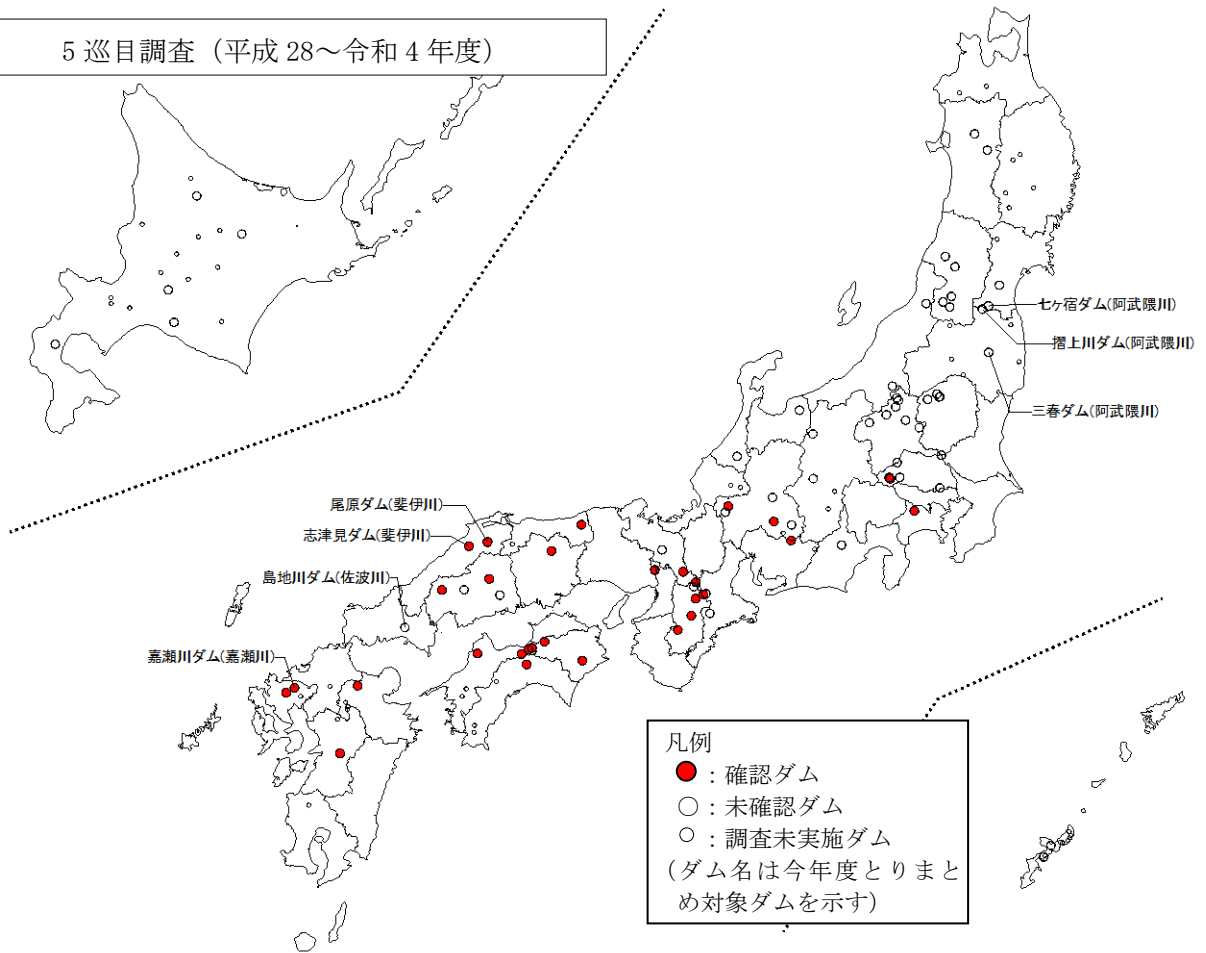 5 巡目調査（平成 28～令和 4 年度）
七ヶ宿ダム(阿武隈川)
摺上川ダム(阿武隈川)
三春ダム(阿武隈川)
尾原ダム(斐伊川)
志津見ダム(斐伊川)
島地川ダム(佐波川)
嘉瀬川ダム(嘉瀬川)
凡例
●：確認ダム
○：未確認ダム
○：調査未実施ダム
(ダム名は今年度とりまと
め対象ダムを示す)